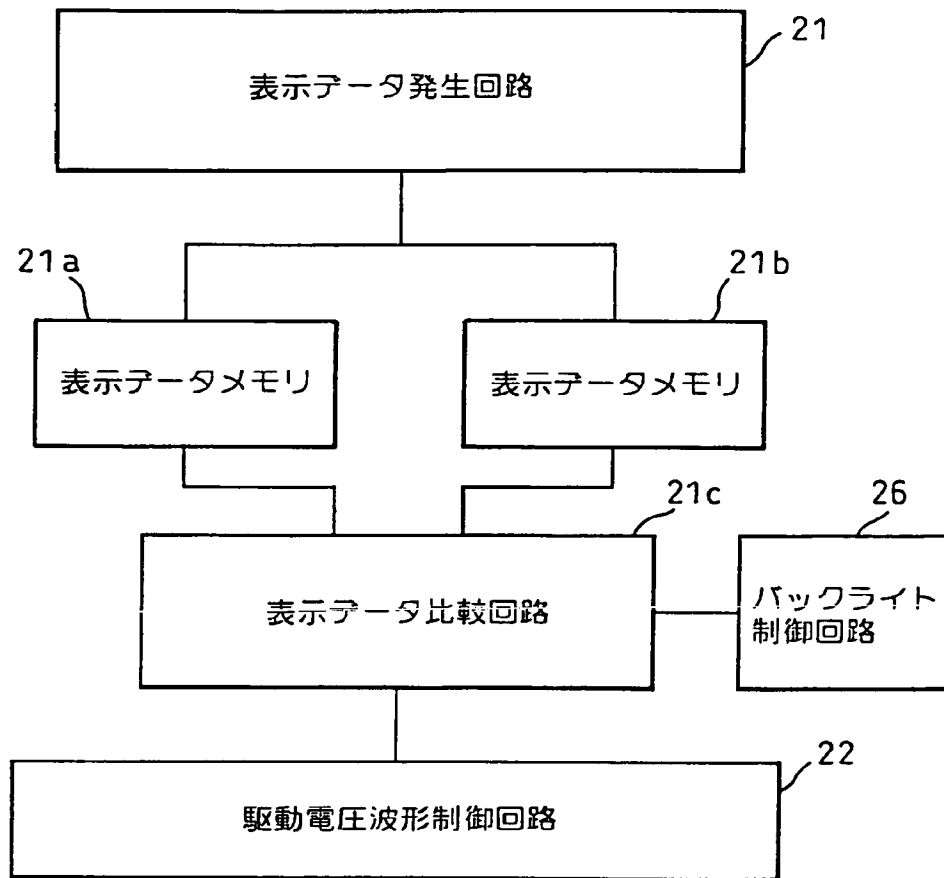 21
表示データ発生回路
21a
21b
表示データメモリ
表示データメモリ
21c
26
表示データ比較回路
バックライト
制御回路
22
駆動電圧波形制御回路